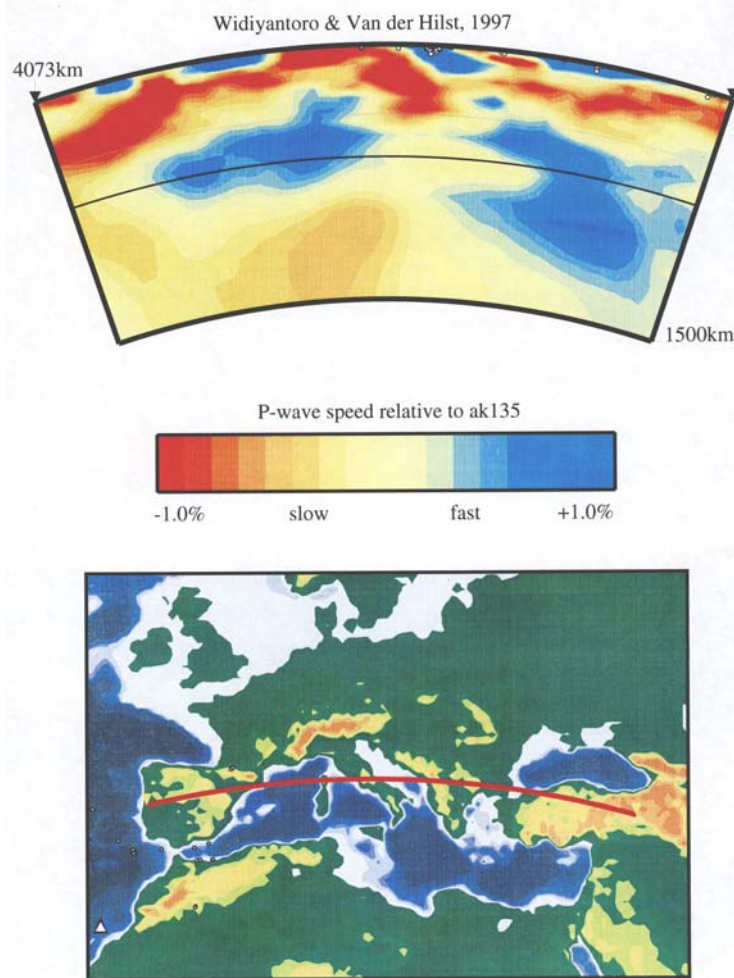 Widiyantoro & Van der Hilst, 1997
4073km
1500km
P-wave speed relative to ak135
-1.0% slow fast +1.0%